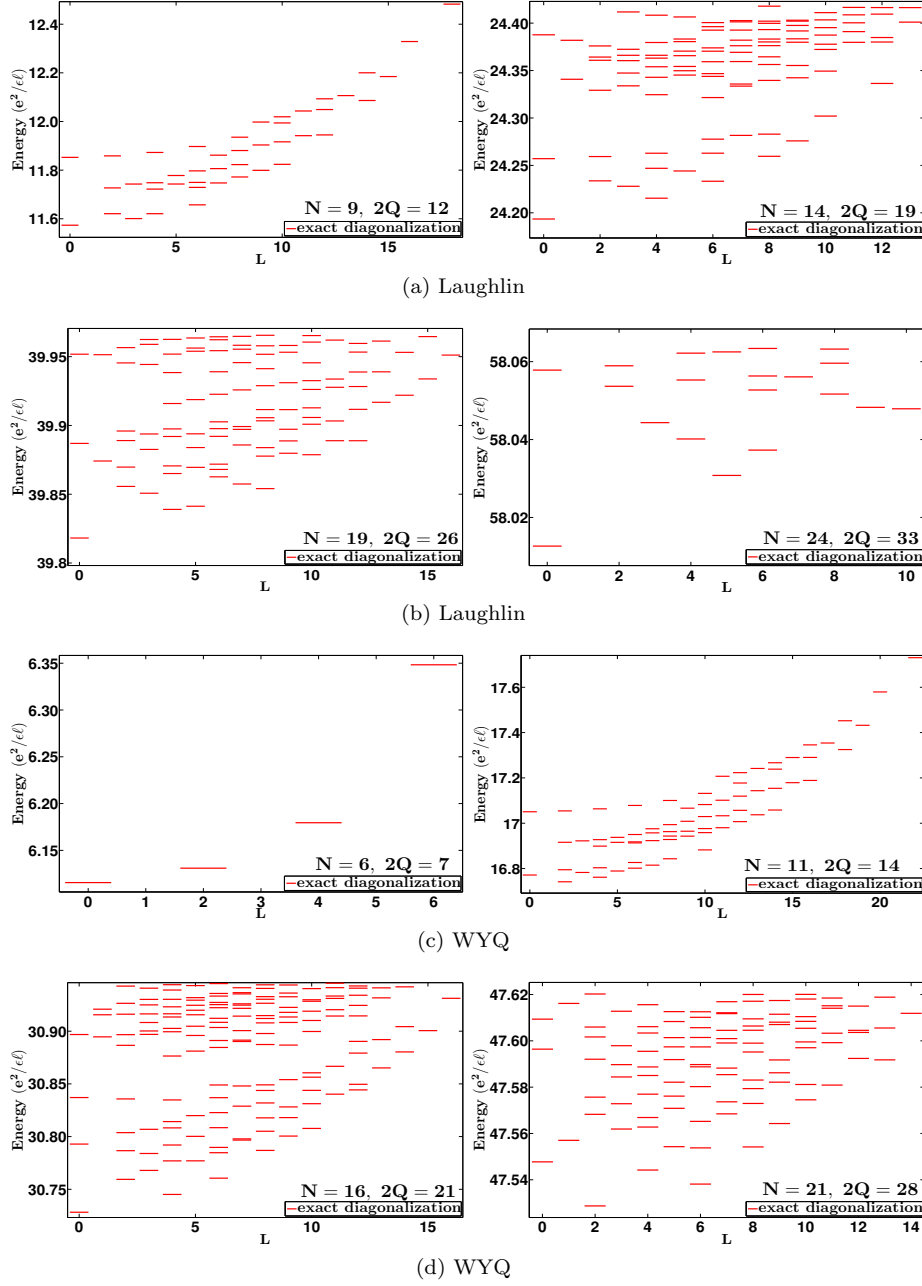 12.4
12.2
12.0
11.8
11.6
Energy (e²/ϵℓ)
N = 9, 2Q = 12
exact diagonalization
0 5 10 15
L
24.40
24.35
24.30
24.25
24.20
Energy (e²/ϵℓ)
N = 14, 2Q = 19
exact diagonalization
0 2 4 6 8 10 12
L
(a) Laughlin
39.95
39.9
39.85
39.8
Energy (e²/ϵℓ)
N = 19, 2Q = 26
exact diagonalization
0 5 10 15
L
58.06
58.04
58.02
Energy (e²/ϵℓ)
N = 24, 2Q = 33
exact diagonalization
0 2 4 6 8 10
L
(b) Laughlin
6.35
6.30
6.25
6.20
6.15
Energy (e²/ϵℓ)
N = 6, 2Q = 7
exact diagonalization
0 1 2 3 4 5 6
L
17.6
17.4
17.2
17
16.8
Energy (e²/ϵℓ)
N = 11, 2Q = 14
exact diagonalization
0 5 10 15 20
L
(c) WYQ
30.90
30.85
30.80
30.75
Energy (e²/ϵℓ)
N = 16, 2Q = 21
exact diagonalization
0 5 10 15
L
47.62
47.60
47.58
47.56
47.54
Energy (e²/ϵℓ)
N = 21, 2Q = 28
exact diagonalization
0 2 4 6 8 10 12 14
L
(d) WYQ